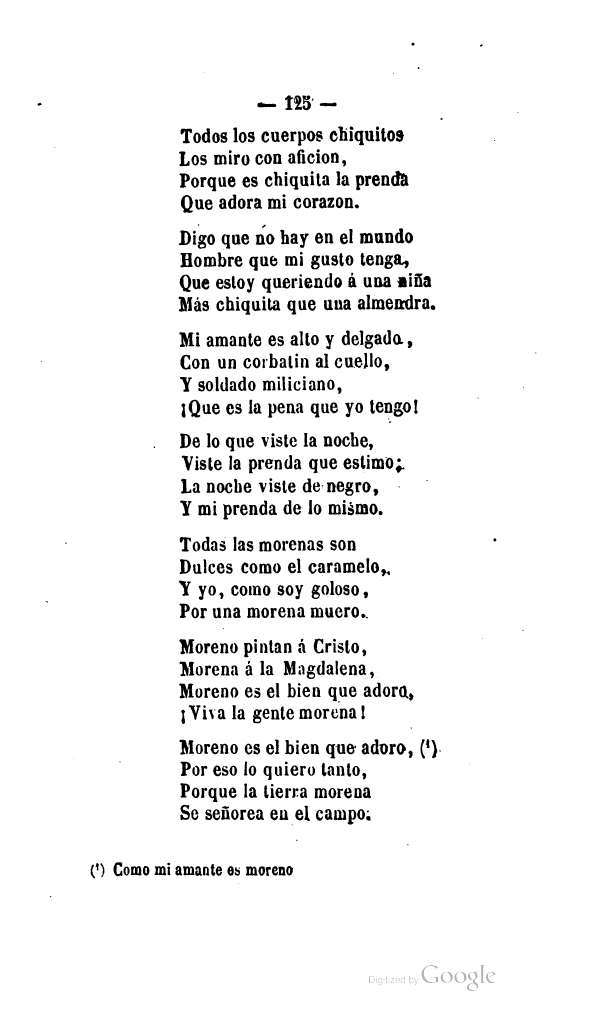 — 125 —
Todos los cuerpos chiquitos
Los miro con aficion,
Porque es chiquita la prenda
Que adora mi corazon.
Digo que no hay en el mundo
Hombre que mi gusto tenga,
Que estoy queriendo á una niña
Más chiquita que una almendra.
Mi amante es alto y delgado,
Con un corbatin al cuello,
Y soldado miliciano,
¡Que es la pena que yo tengo!
De lo que viste la noche,
Viste la prenda que estimo;
La noche viste de negro,
Y mi prenda de lo mismo.
Todas las morenas son
Dulces como el caramelo,
Y yo, como soy goloso,
Por una morena muero.
Moreno pintan á Cristo,
Morena á la Magdalena,
Moreno es el bien que adoro,
¡Viva la gente morena!
Moreno es el bien que adoro, (¹)
Por eso lo quiero tanto,
Porque la tierra morena
Se señorea en el campo.
(¹) Como mi amante es moreno
Digitized by Google